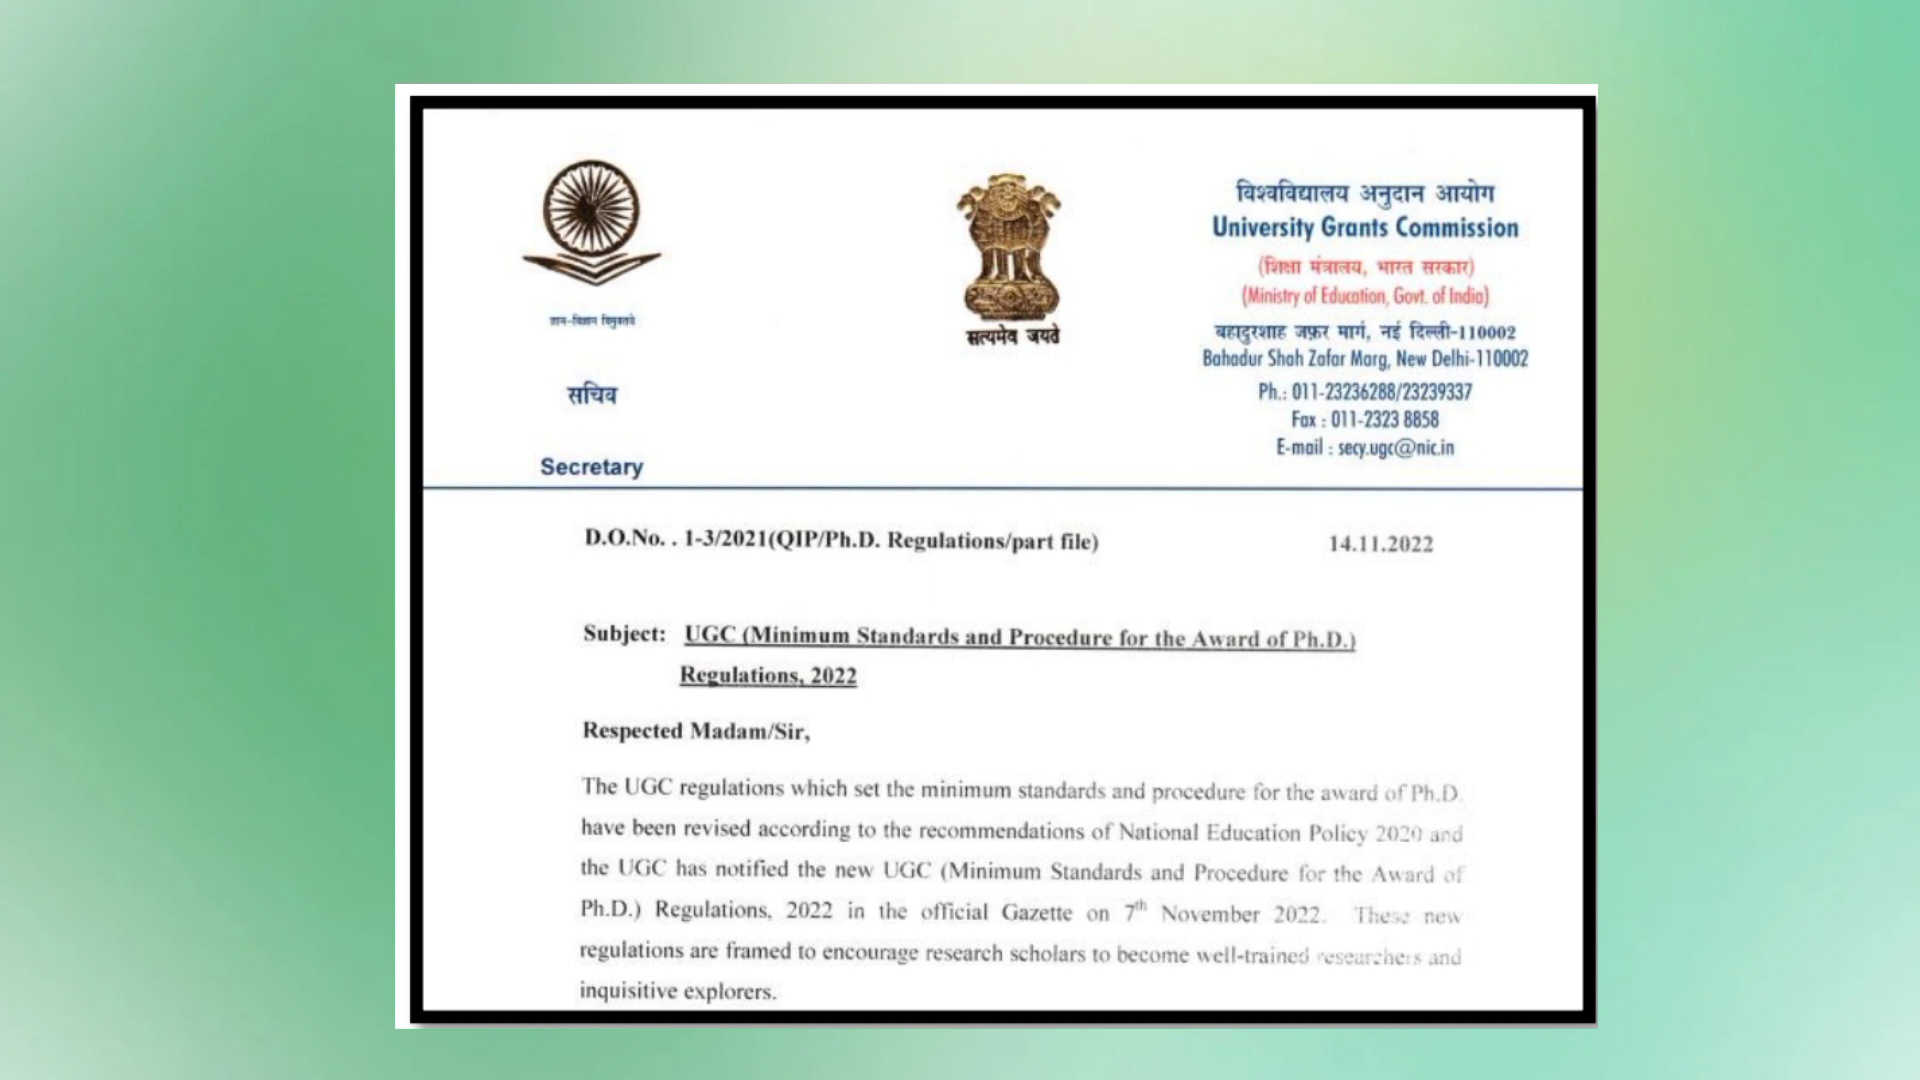 ज्ञान-विज्ञान विमुक्तये
सचिव
Secretary
सत्यमेव जयते
विश्वविद्यालय अनुदान आयोग
University Grants Commission
(शिक्षा मंत्रालय, भारत सरकार)
(Ministry of Education, Govt. of India)
बहादुरशाह ज़फ़र मार्ग, नई दिल्ली-110002
Bahadur Shah Zafar Marg, New Delhi-110002
Ph.: 011-23236288/23239337
Fax : 011-2323 8858
E-mail : secy.ugc@nic.in
D.O.No. . 1-3/2021(QIP/Ph.D. Regulations/part file) 14.11.2022
Subject: UGC (Minimum Standards and Procedure for the Award of Ph.D.)
Regulations, 2022
Respected Madam/Sir,
The UGC regulations which set the minimum standards and procedure for the award of Ph.D.
have been revised according to the recommendations of National Education Policy 2020 and
the UGC has notified the new UGC (Minimum Standards and Procedure for the Award of
Ph.D.) Regulations, 2022 in the official Gazette on 7th November 2022. These new
regulations are framed to encourage research scholars to become well-trained researchers and
inquisitive explorers.